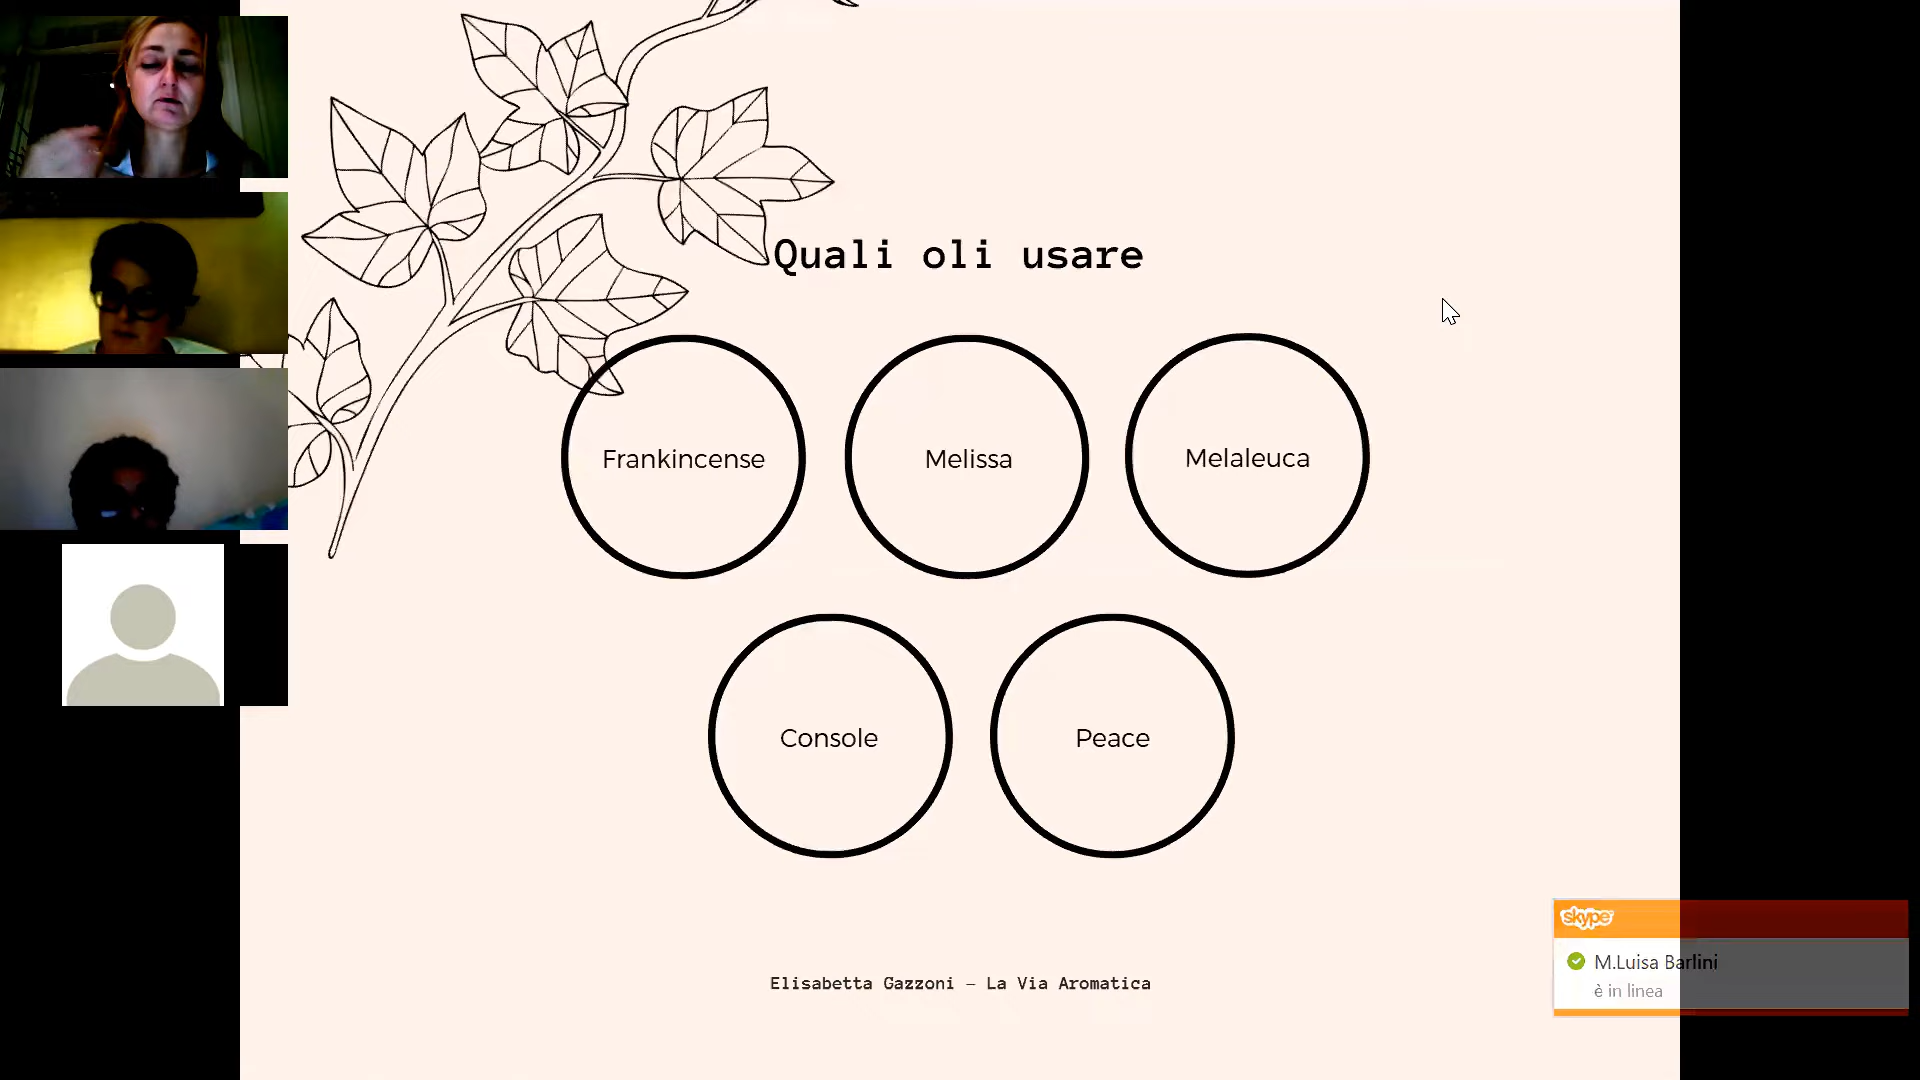 Quali oli usare
Frankincense
Melissa
Melaleuca
Console
Peace
Elisabetta Gazzoni – La Via Aromatica
skype
M.Luisa Barlini
è in linea